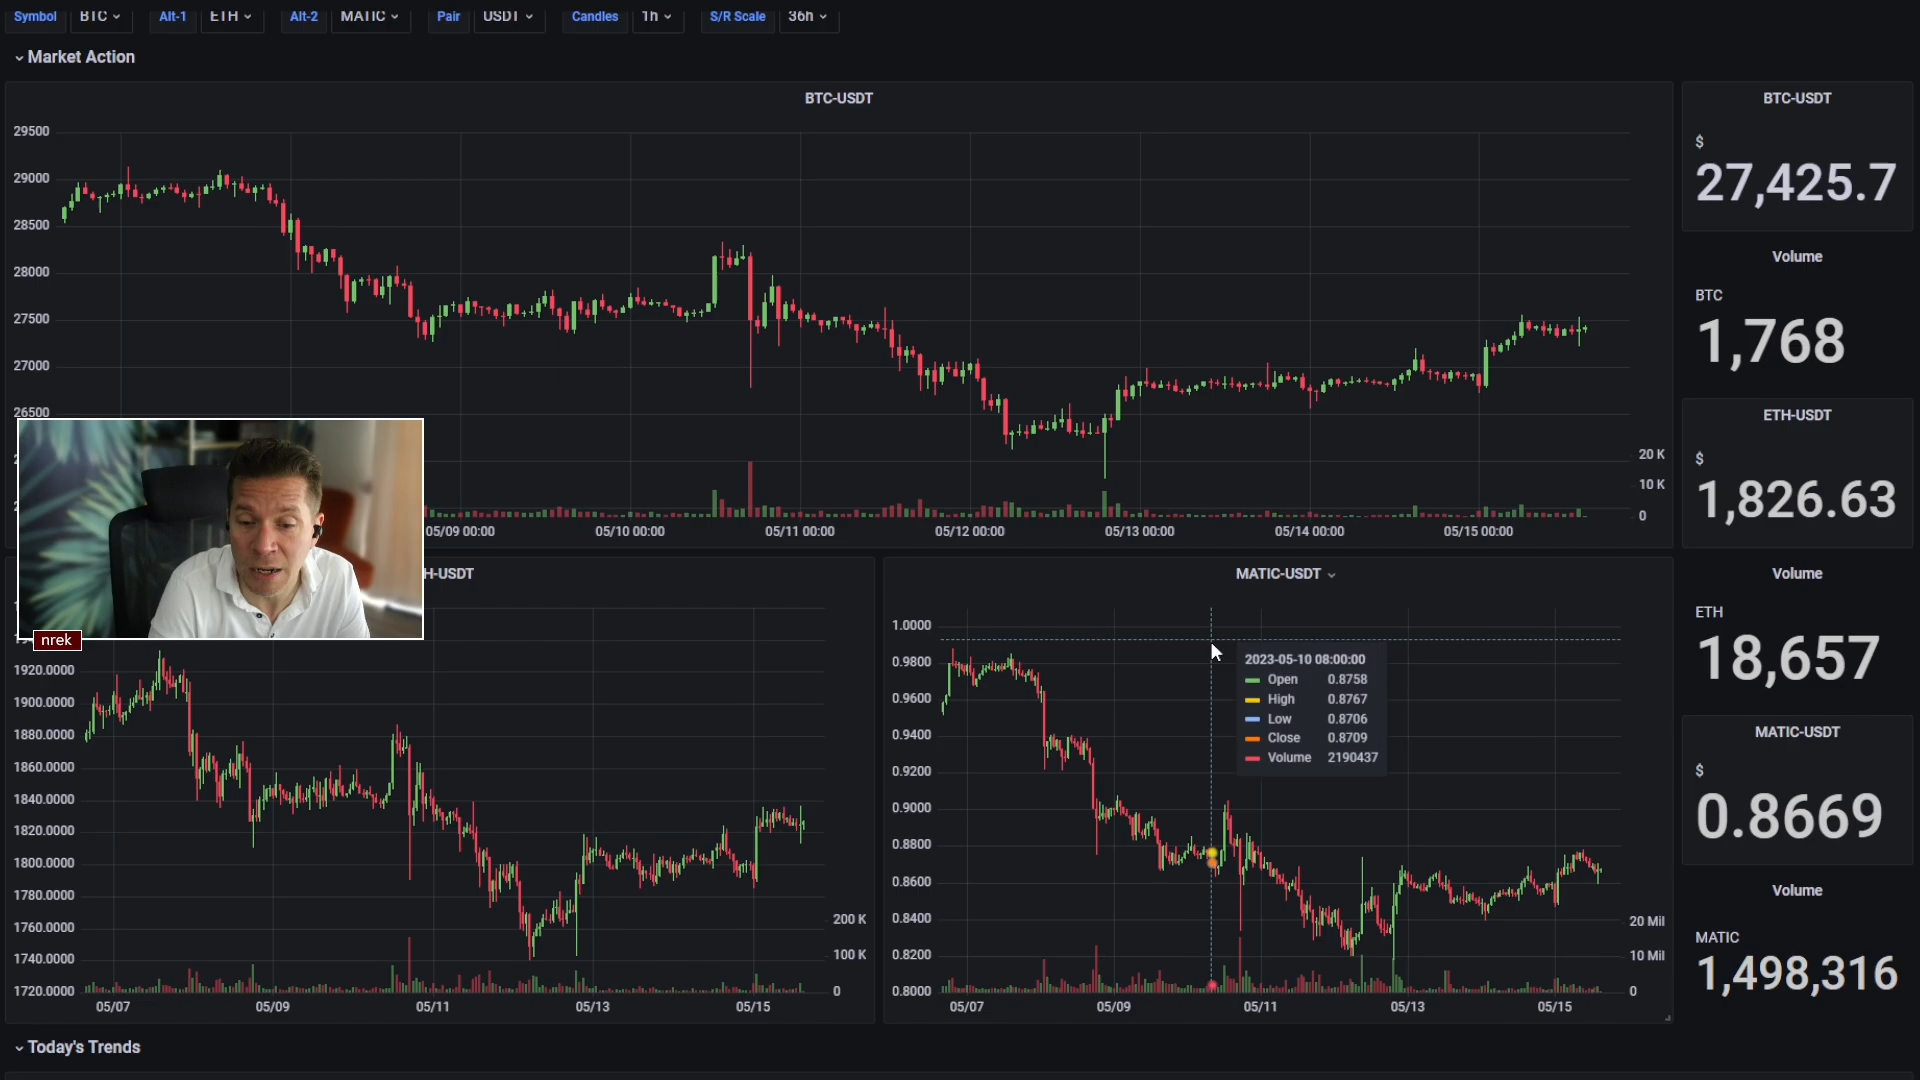 Symbol BTC Alt-1 ETH Alt-2 MATIC Pair USDT Candles 1h S/R Scale 36h
Market Action
BTC-USDT
29500
29000
28500
28000
27500
27000
26500
20 K
10 K
0
05/09 00:00 05/10 00:00 05/11 00:00 05/12 00:00 05/13 00:00 05/14 00:00 05/15 00:00
BTC-USDT
$
27,425.7
Volume
BTC
1,768
ETH-USDT
$
1,826.63
Volume
ETH
18,657
MATIC-USDT
$
0.8669
Volume
MATIC
1,498,316
nrek
H-USDT
1920.0000
1900.0000
1880.0000
1860.0000
1840.0000
1820.0000
1800.0000
1780.0000
1760.0000
1740.0000
1720.0000
200 K
100 K
0
05/07 05/09 05/11 05/13 05/15
MATIC-USDT
1.0000
0.9800
0.9600
0.9400
0.9200
0.9000
0.8800
0.8600
0.8400
0.8200
0.8000
2023-05-10 08:00:00
Open 0.8758
High 0.8767
Low 0.8706
Close 0.8709
Volume 2190437
20 Mil
10 Mil
0
05/07 05/09 05/11 05/13 05/15
Today's Trends